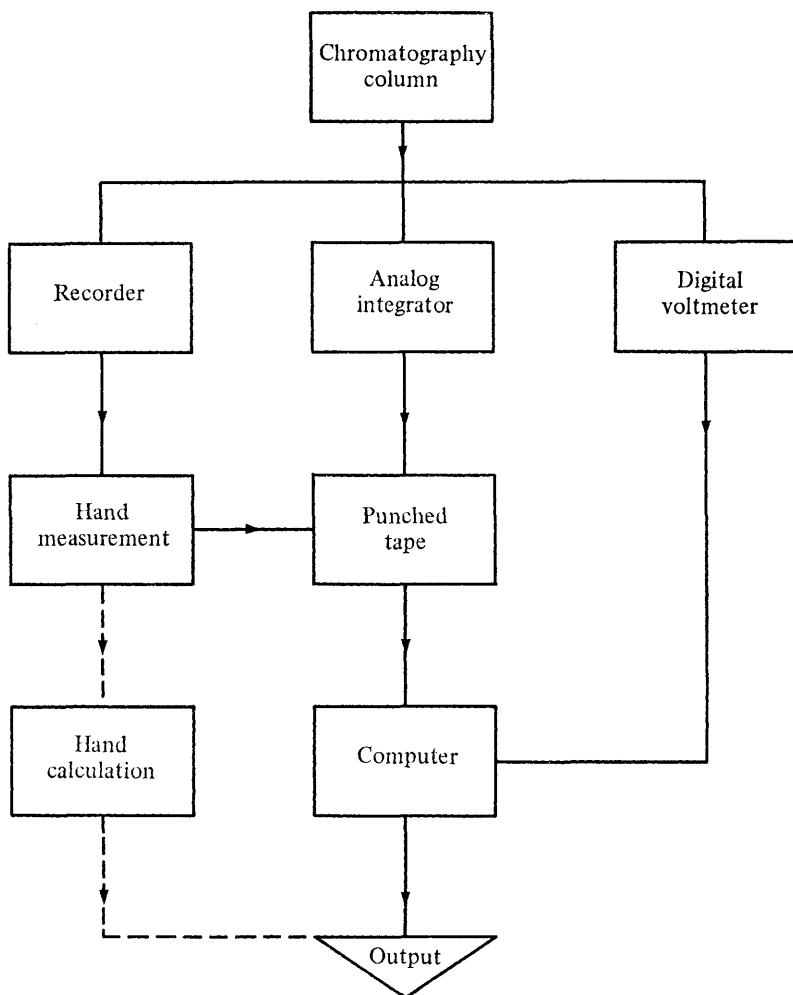 Chromatography
column
Recorder
Analog
integrator
Digital
voltmeter
Hand
measurement
Punched
tape
Hand
calculation
Computer
Output